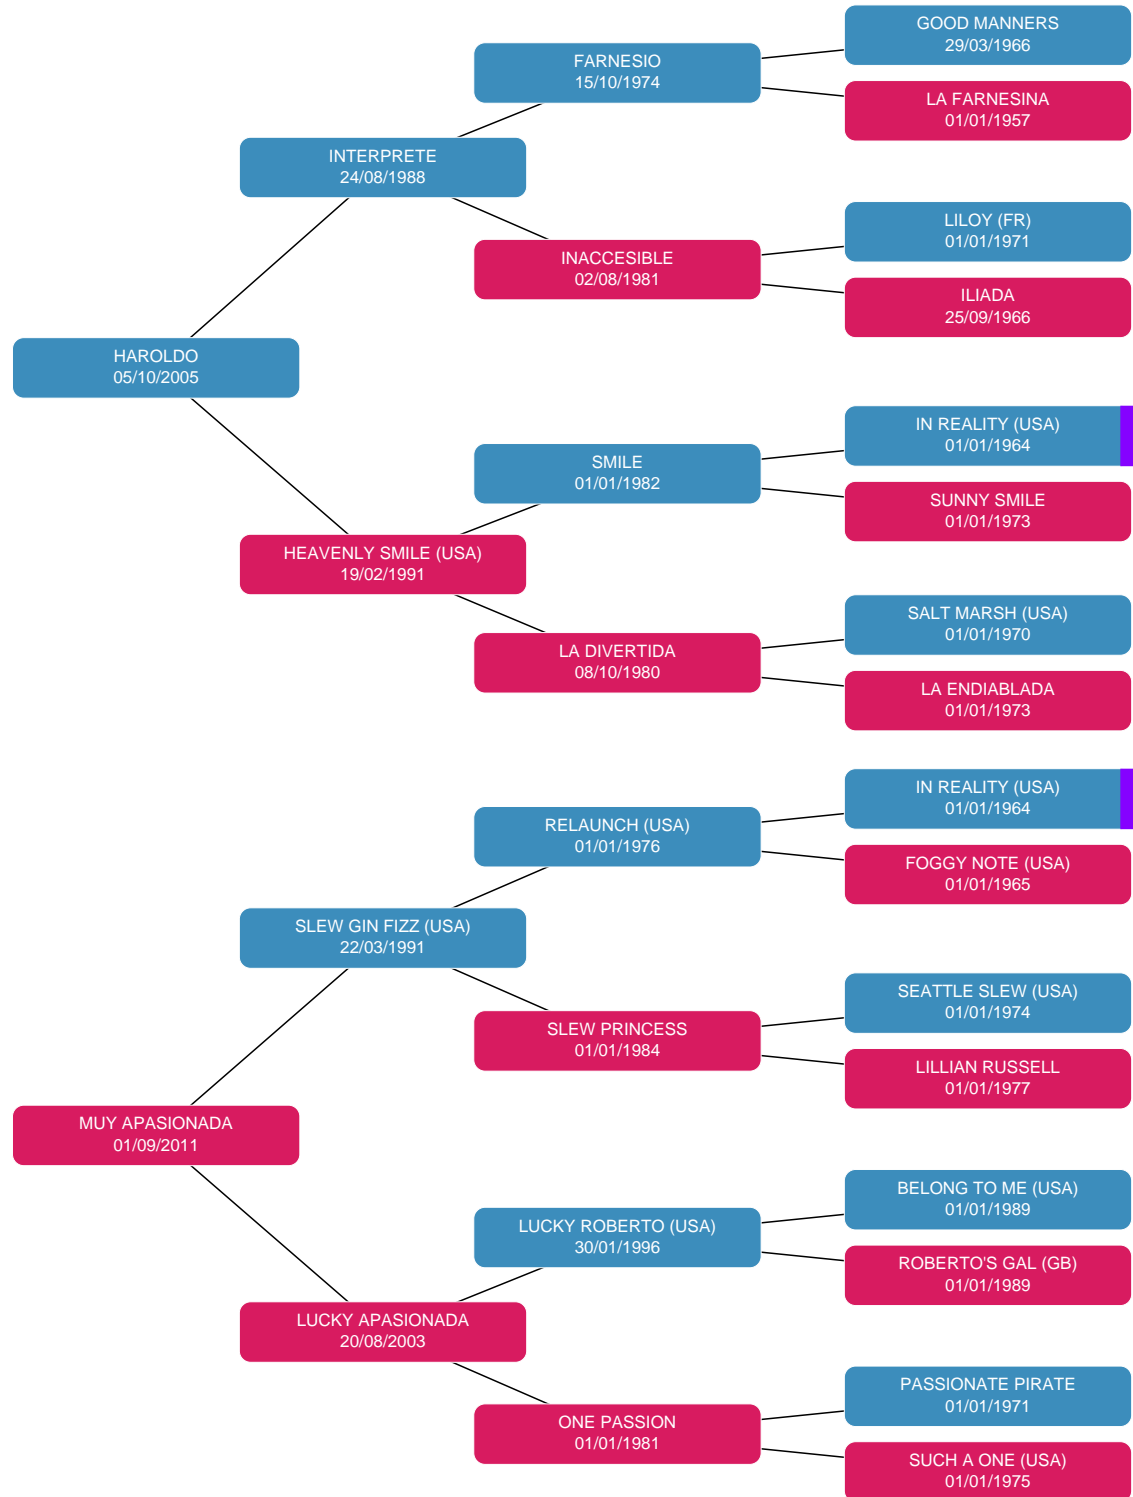 GOOD MANNERS
29/03/1966
FARNESIO
15/10/1974
LA FARNESINA
01/01/1957
INTERPRETE
24/08/1988
LILOY (FR)
01/01/1971
INACCESIBLE
02/08/1981
ILIADA
25/09/1966
HAROLDO
05/10/2005
IN REALITY (USA)
01/01/1964
SMILE
01/01/1982
SUNNY SMILE
01/01/1973
HEAVENLY SMILE (USA)
19/02/1991
SALT MARSH (USA)
01/01/1970
LA DIVERTIDA
08/10/1980
LA ENDIABLADA
01/01/1973
IN REALITY (USA)
01/01/1964
RELAUNCH (USA)
01/01/1976
FOGGY NOTE (USA)
01/01/1965
SLEW GIN FIZZ (USA)
22/03/1991
SEATTLE SLEW (USA)
01/01/1974
SLEW PRINCESS
01/01/1984
LILLIAN RUSSELL
01/01/1977
MUY APASIONADA
01/09/2011
BELONG TO ME (USA)
01/01/1989
LUCKY ROBERTO (USA)
30/01/1996
ROBERTO'S GAL (GB)
01/01/1989
LUCKY APASIONADA
20/08/2003
PASSIONATE PIRATE
01/01/1971
ONE PASSION
01/01/1981
SUCH A ONE (USA)
01/01/1975